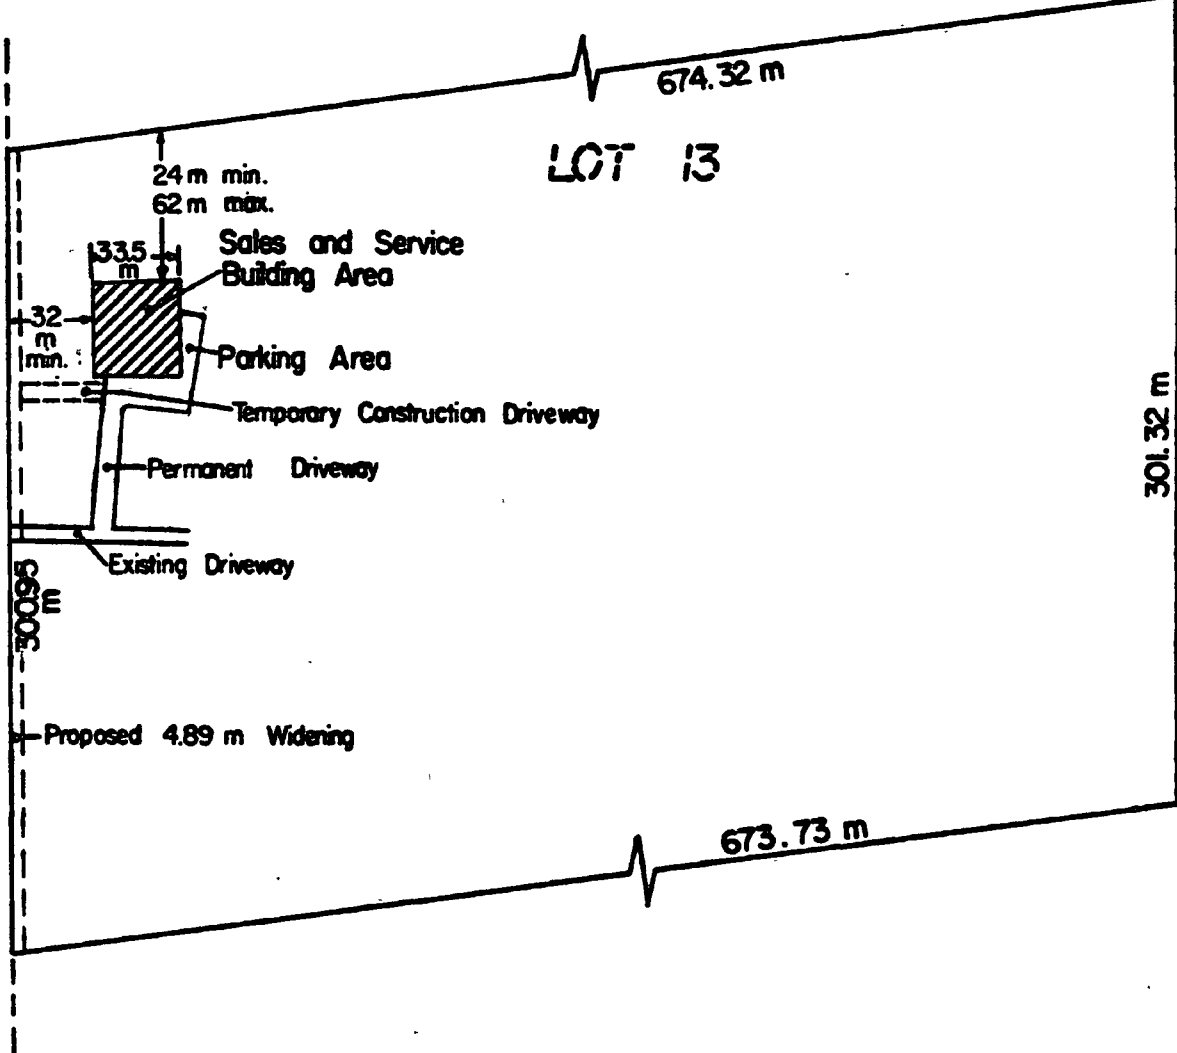 674.32 m
LOT 13
24 m min.
62 m max.
33.5
m
Sales and Service
Building Area
32
m
min.
Parking Area
Temporary Construction Driveway
301.32 m
Permanent Driveway
Existing Driveway
300.95
m
Proposed 4.89 m Widening
673.73 m